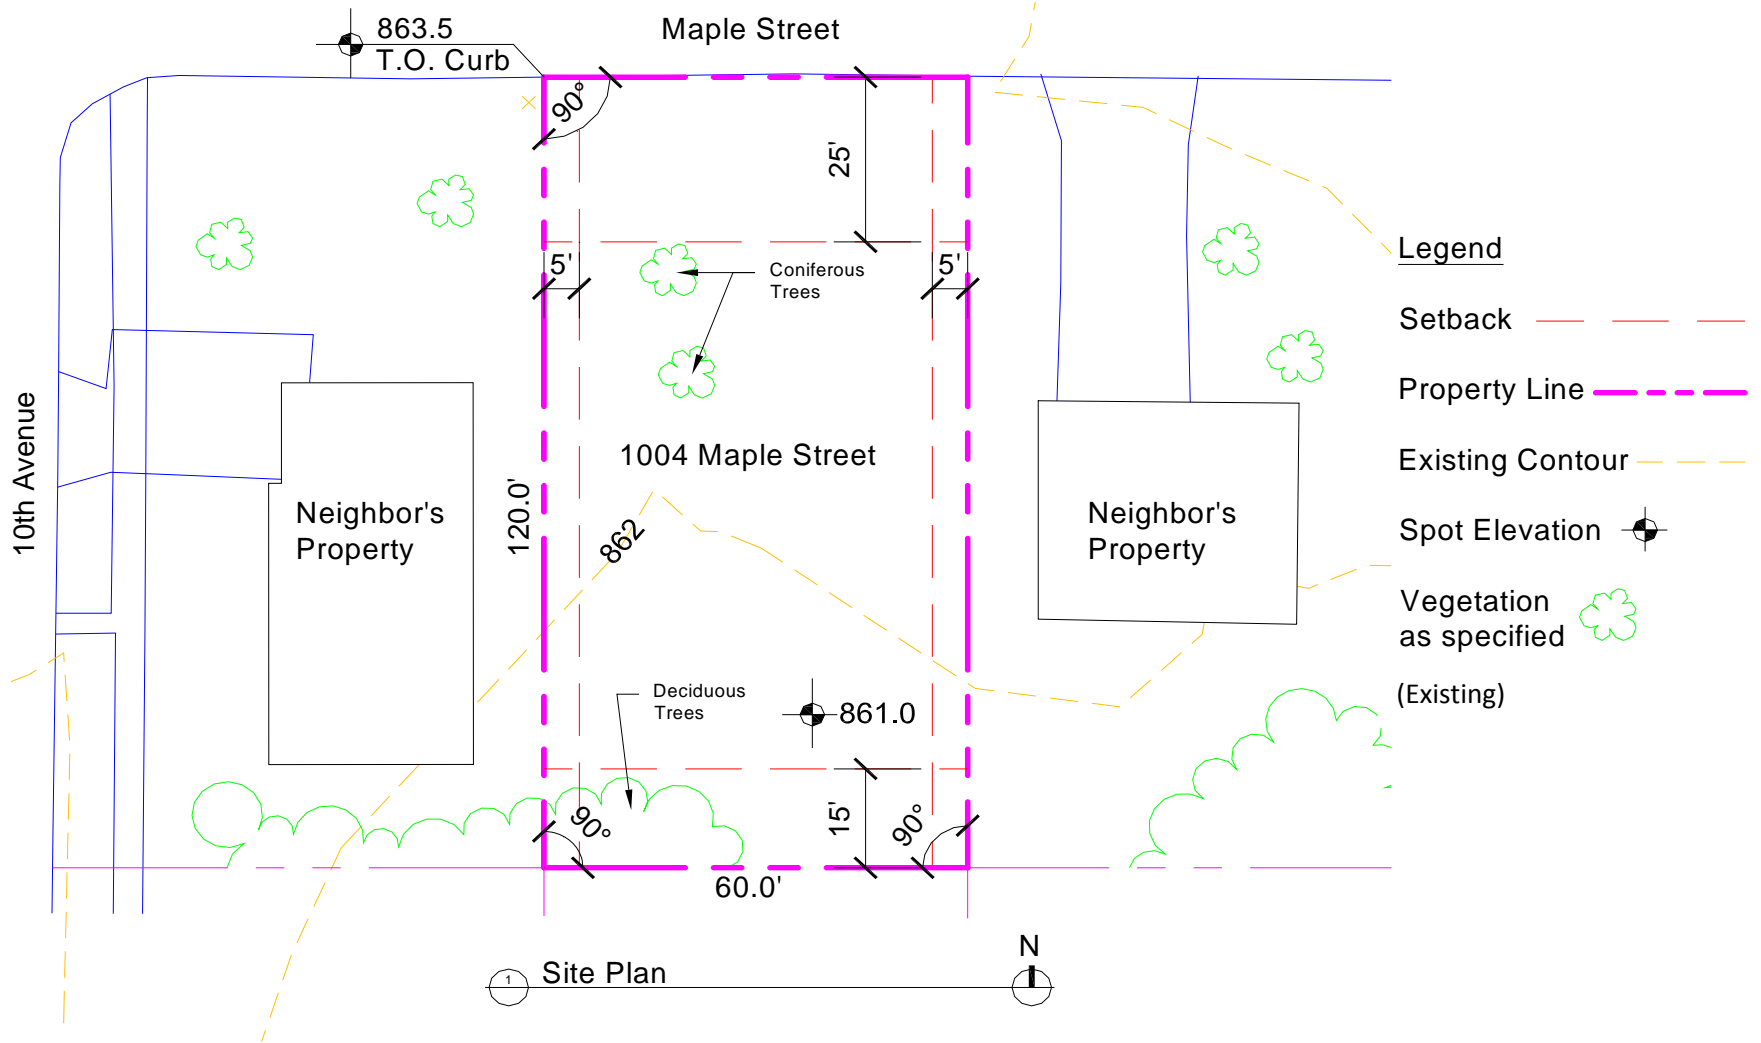 863.5
T.O. Curb
Maple Street
90°
25'
5'
5'
Coniferous
Trees
Legend
Setback
Property Line
Existing Contour
Spot Elevation
Vegetation
as specified
(Existing)
10th Avenue
1004 Maple Street
Neighbor's
Property
120.0'
862
Neighbor's
Property
Deciduous
Trees
861.0
90°
15'
90°
60.0'
1
Site Plan
N